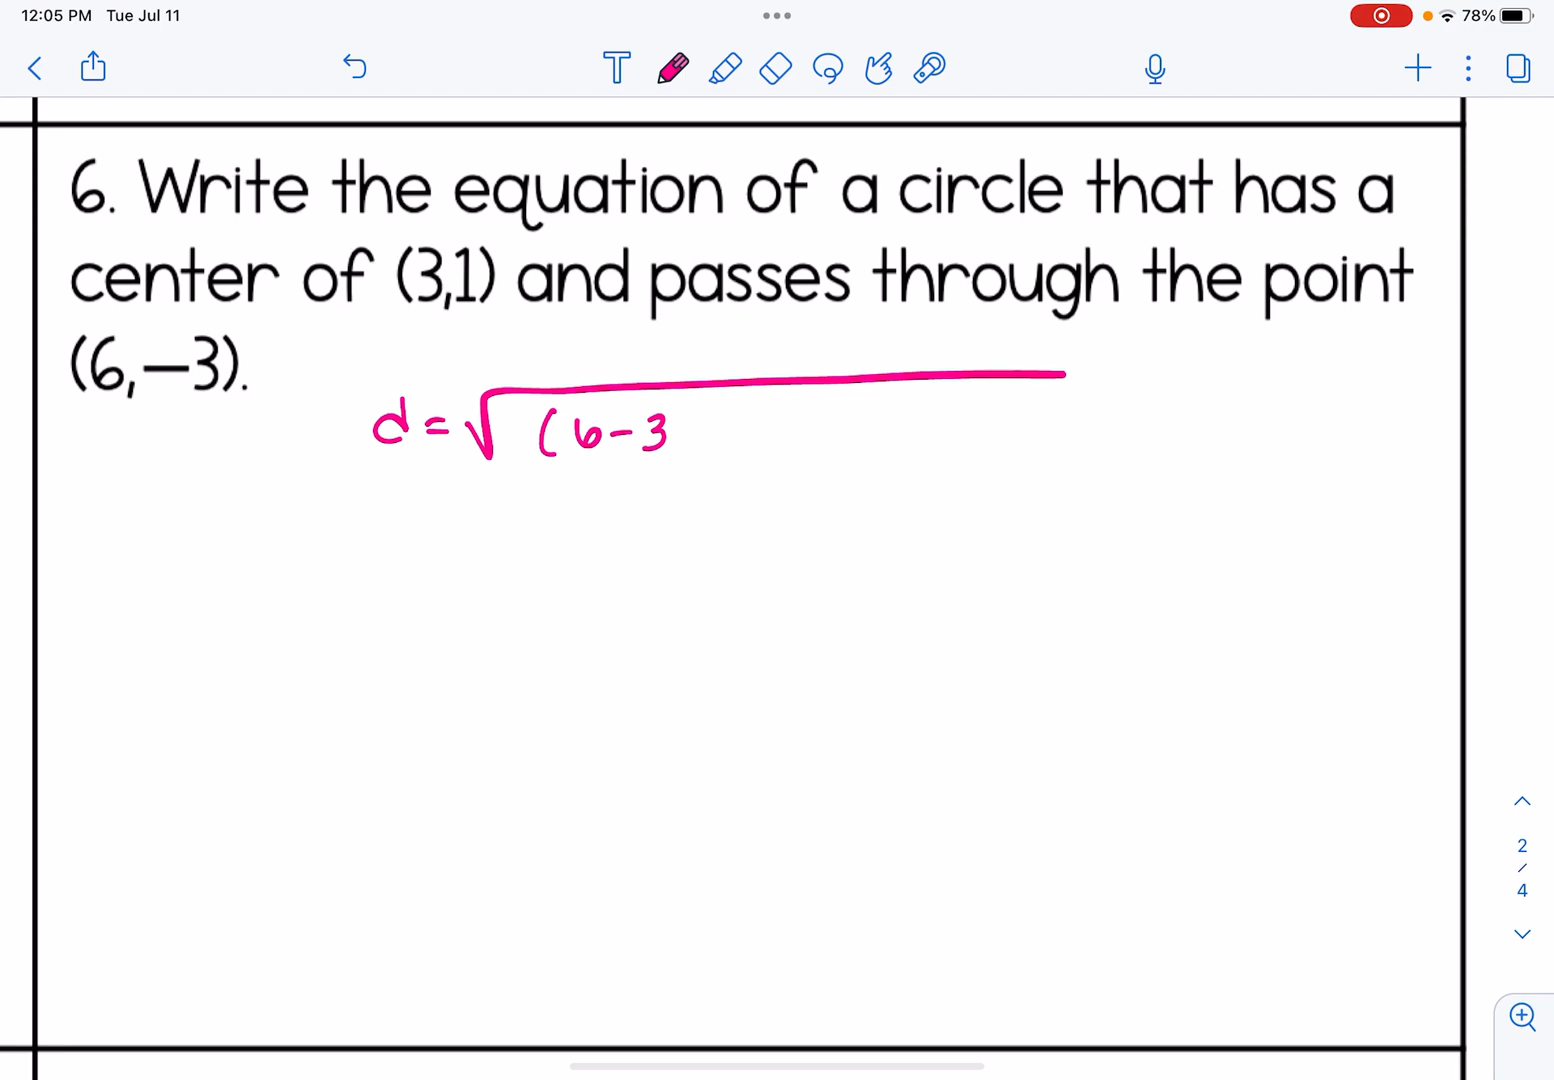 12:05 PM Tue Jul 11
78%
6. Write the equation of a circle that has a
center of (3,1) and passes through the point
(6,−3).
d = √ (6-3
2
/
4